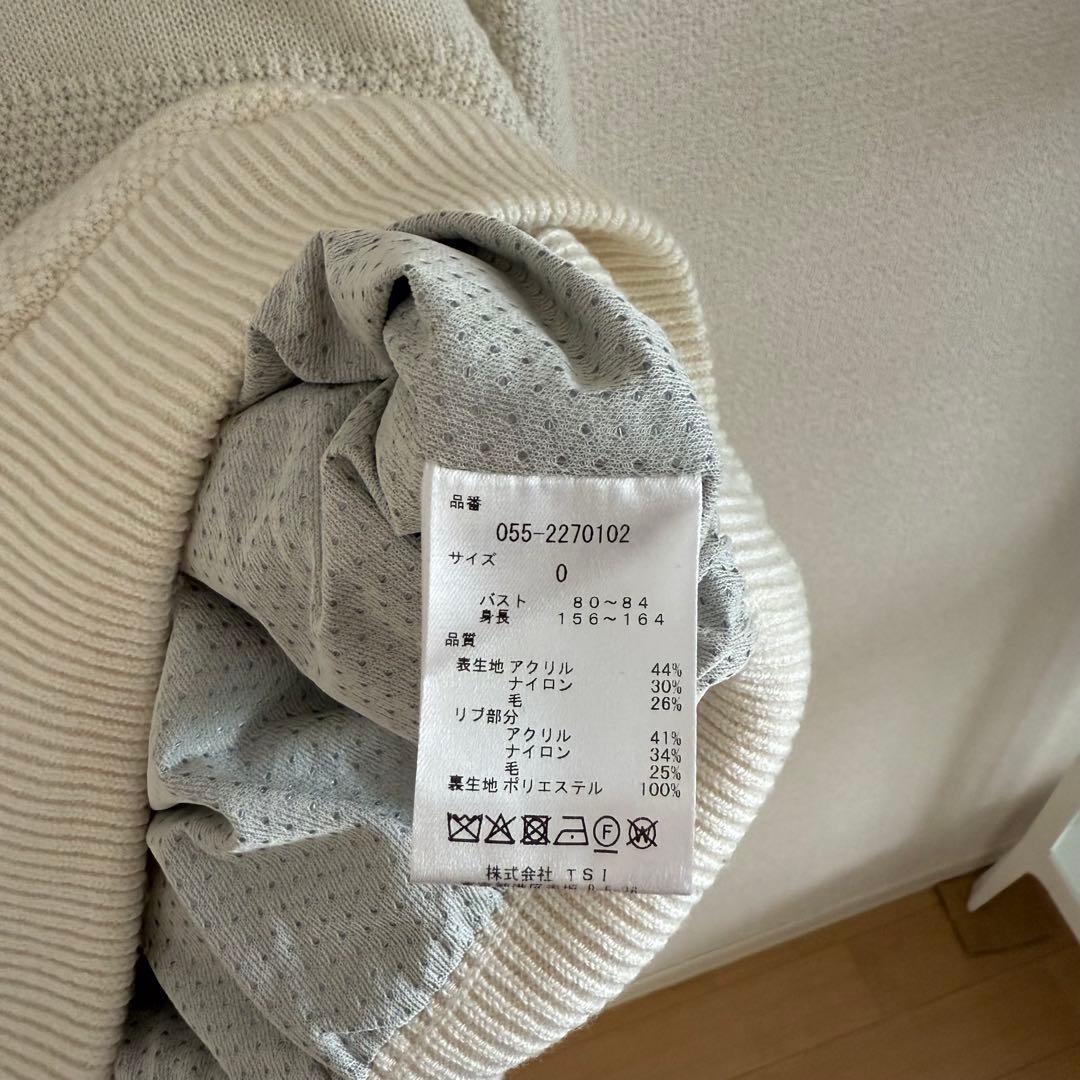 品番
055-2270102
サイズ
0
バスト 80～84
身長 156～164
品質
表生地 アクリル 44%
ナイロン 30%
毛 26%
リブ部分
アクリル 41%
ナイロン 34%
毛 25%
裏生地 ポリエステル 100%
F W
株式会社 TSI